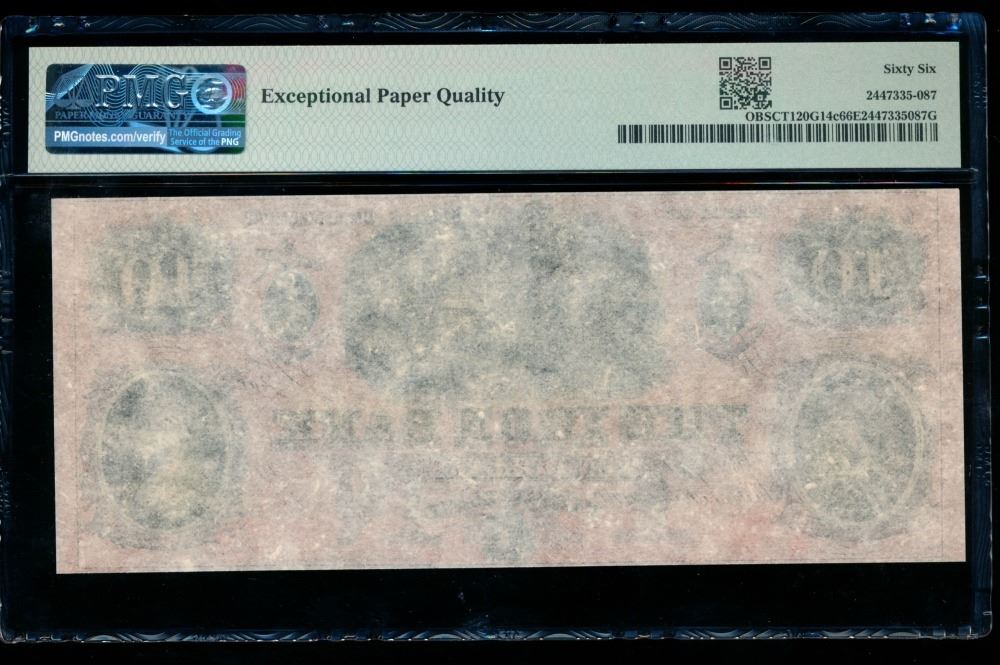 PMG
PAPER MONEY GUARANTY
PMGnotes.com/verify
The Official Grading
Service of the PNG
Exceptional Paper Quality
Sixty Six
2447335-087
OBSCT120G14c66E2447335087G